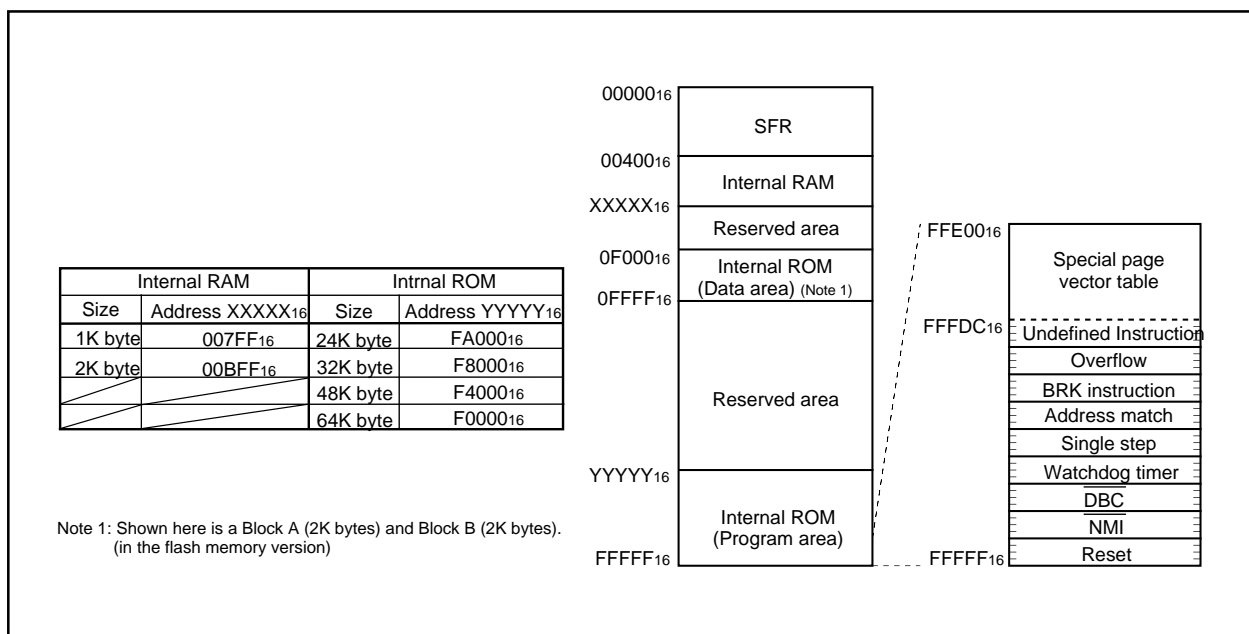 Internal RAM Intrnal ROM
Size Address XXXXX16 Size Address YYYYY16
1K byte 007FF16 24K byte FA00016
2K byte 00BFF16 32K byte F800016
48K byte F400016
64K byte F000016
Note 1: Shown here is a Block A (2K bytes) and Block B (2K bytes).
(in the flash memory version)
0000016
SFR
0040016
Internal RAM
XXXXX16
Reserved area
0F00016
Internal ROM
(Data area) (Note 1)
0FFFF16
Reserved area
YYYYY16
Internal ROM
(Program area)
FFFFF16
FFE0016
Special page
vector table
FFFDC16
Undefined Instruction
Overflow
BRK instruction
Address match
Single step
Watchdog timer
DBC
NMI
Reset
FFFFF16